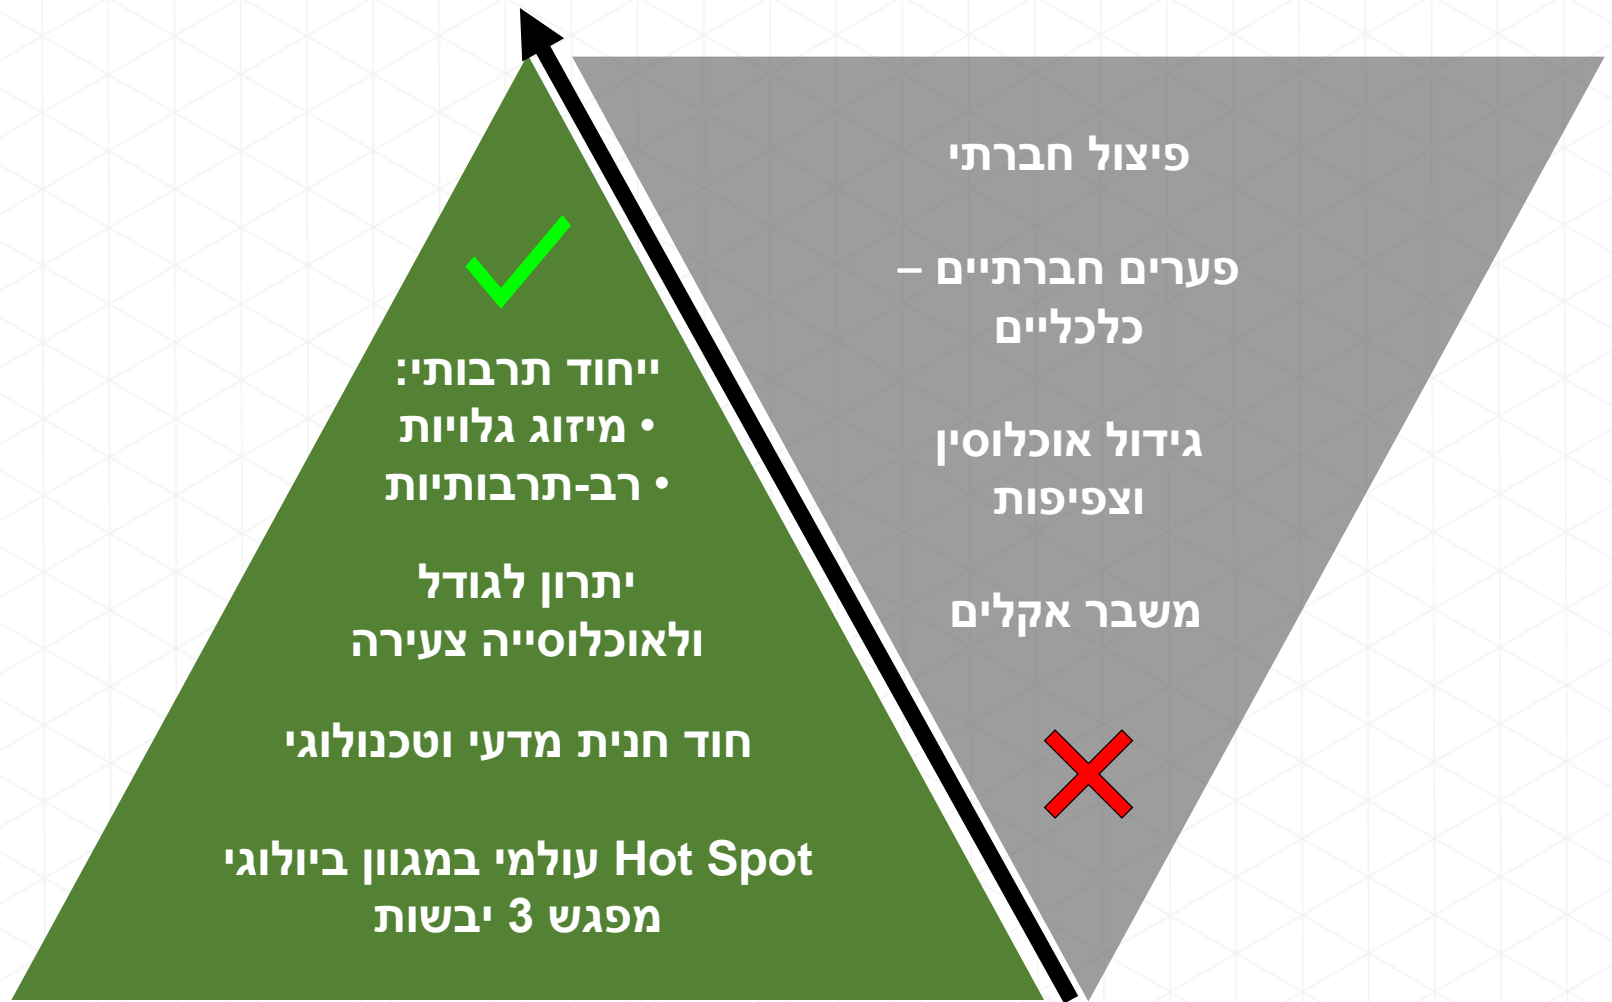 פיצול חברתי
פערים חברתיים –
כלכליים
גידול אוכלוסין
וצפיפות
משבר אקלים
ייחוד תרבותי:
• מיזוג גלויות
• רב-תרבותיות
יתרון לגודל
ולאוכלוסייה צעירה
חוד חנית מדעי וטכנולוגי
Hot Spot עולמי במגוון ביולוגי
מפגש 3 יבשות